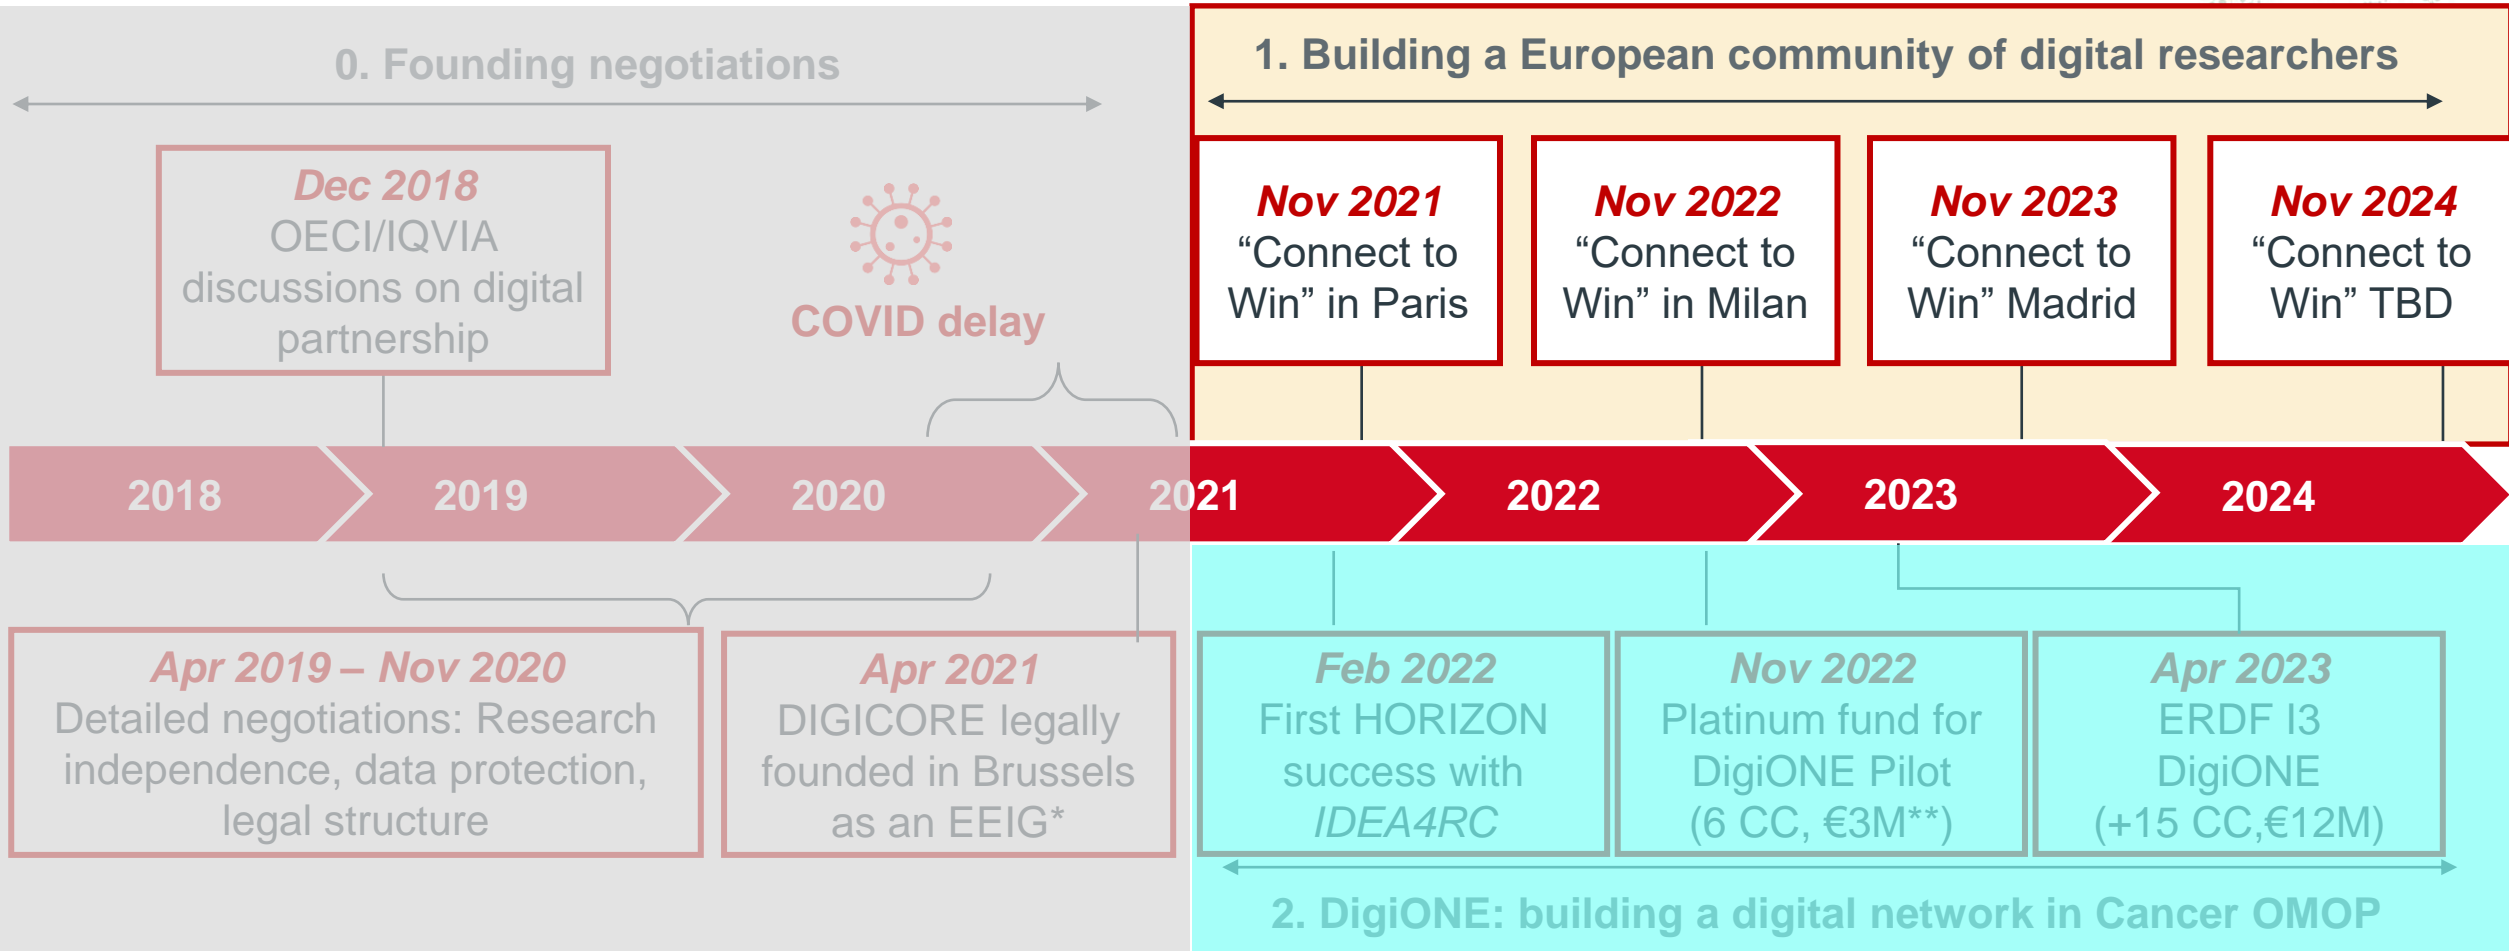 0. Founding negotiations
Dec 2018
OECI/IQVIA
discussions on digital
partnership
COVID delay
1. Building a European community of digital researchers
Nov 2021
“Connect to
Win” in Paris
Nov 2022
“Connect to
Win” in Milan
Nov 2023
“Connect to
Win” Madrid
Nov 2024
“Connect to
Win” TBD
2018
2019
2020
2021
2022
2023
2024
Apr 2019 – Nov 2020
Detailed negotiations: Research
independence, data protection,
legal structure
Apr 2021
DIGICORE legally
founded in Brussels
as an EEIG*
Feb 2022
First HORIZON
success with
IDEA4RC
Nov 2022
Platinum fund for
DigiONE Pilot
(6 CC, €3M**)
Apr 2023
ERDF I3
DigiONE
(+15 CC,€12M)
2. DigiONE: building a digital network in Cancer OMOP